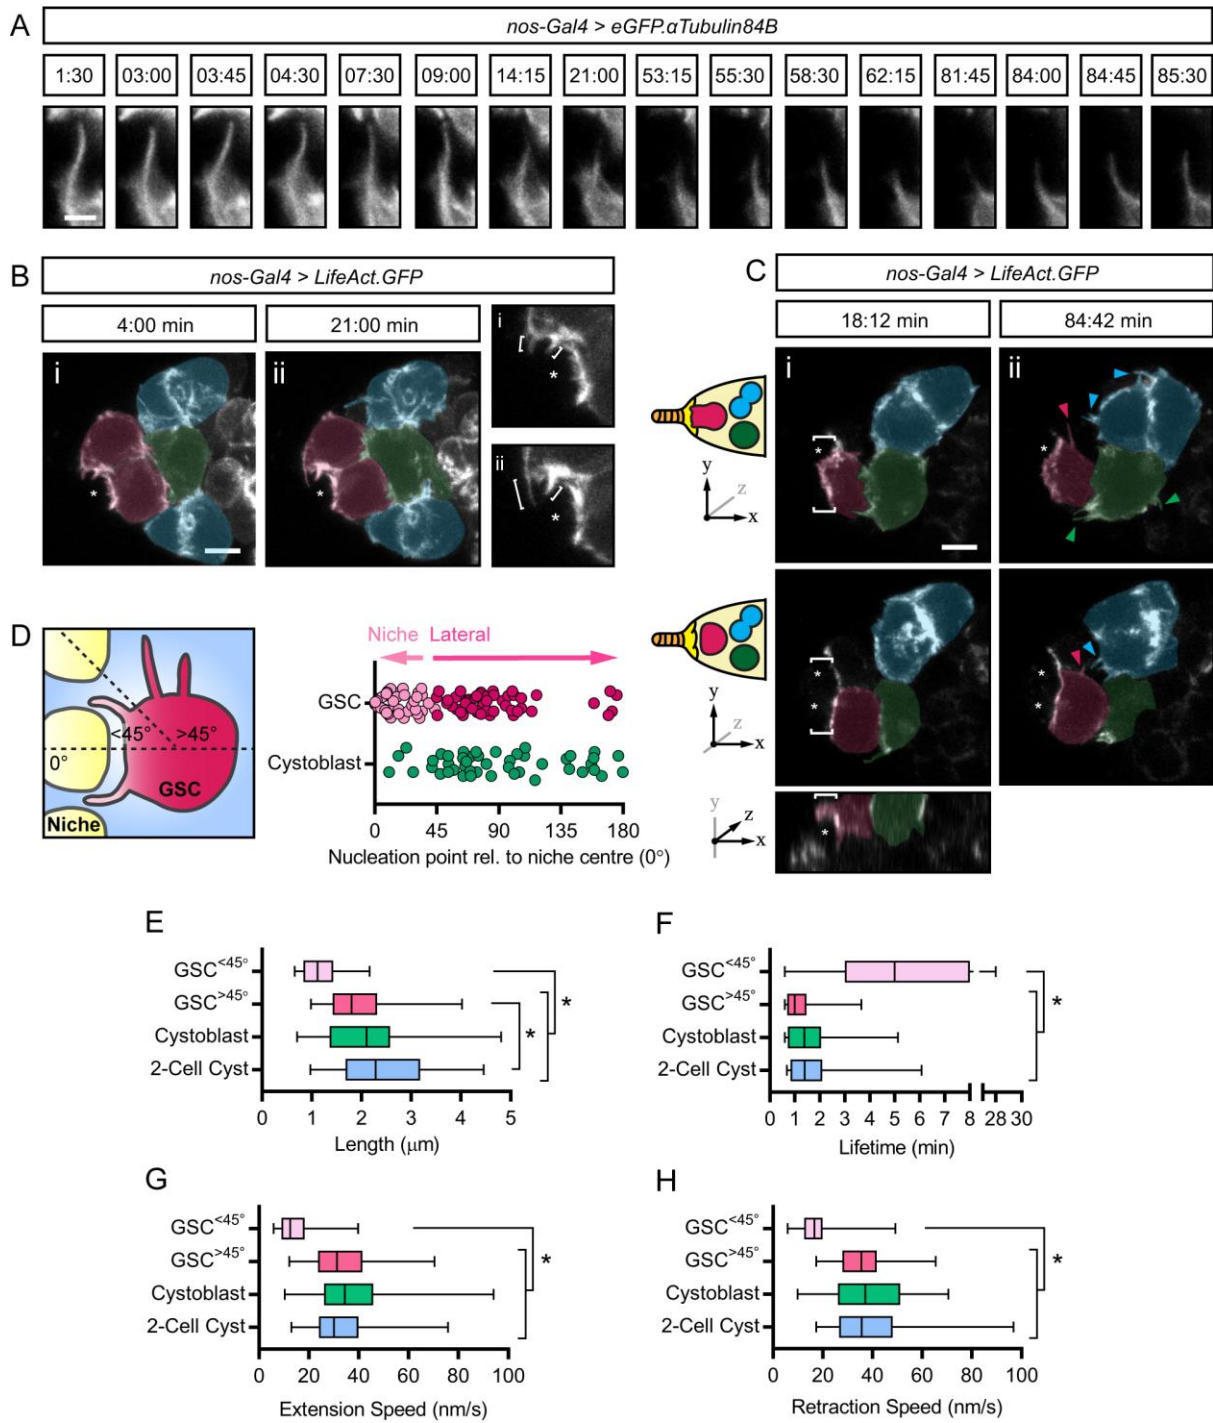 A
nos-Gal4 > eGFP.αTubulin84B
1:30 03:00 03:45 04:30 07:30 09:00 14:15 21:00 53:15 55:30 58:30 62:15 81:45 84:00 84:45 85:30
B
nos-Gal4 > LifeAct.GFP
4:00 min 21:00 min
i ii
i
*
ii
*
* *
C
nos-Gal4 > LifeAct.GFP
18:12 min 84:42 min
i ii
* *
y
z
x
* *
* *
y
z
x
y
z
x
*
D
0°
<45° >45°
GSC
Niche
Niche Lateral
GSC
Cystoblast
0 45 90 135 180
Nucleation point rel. to niche centre (0°)
E
GSC<45°
GSC>45°
Cystoblast
2-Cell Cyst
* *
0 1 2 3 4 5
Length (μm)
F
GSC<45°
GSC>45°
Cystoblast
2-Cell Cyst
*
0 1 2 3 4 5 6 7 8 28 30
Lifetime (min)
G
GSC<45°
GSC>45°
Cystoblast
2-Cell Cyst
*
0 20 40 60 80 100
Extension Speed (nm/s)
H
GSC<45°
GSC>45°
Cystoblast
2-Cell Cyst
*
0 20 40 60 80 100
Retraction Speed (nm/s)